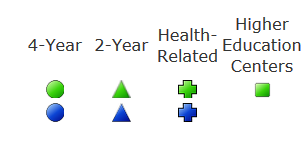 4-Year
2-Year
Health-
Related
Higher
Education
Centers